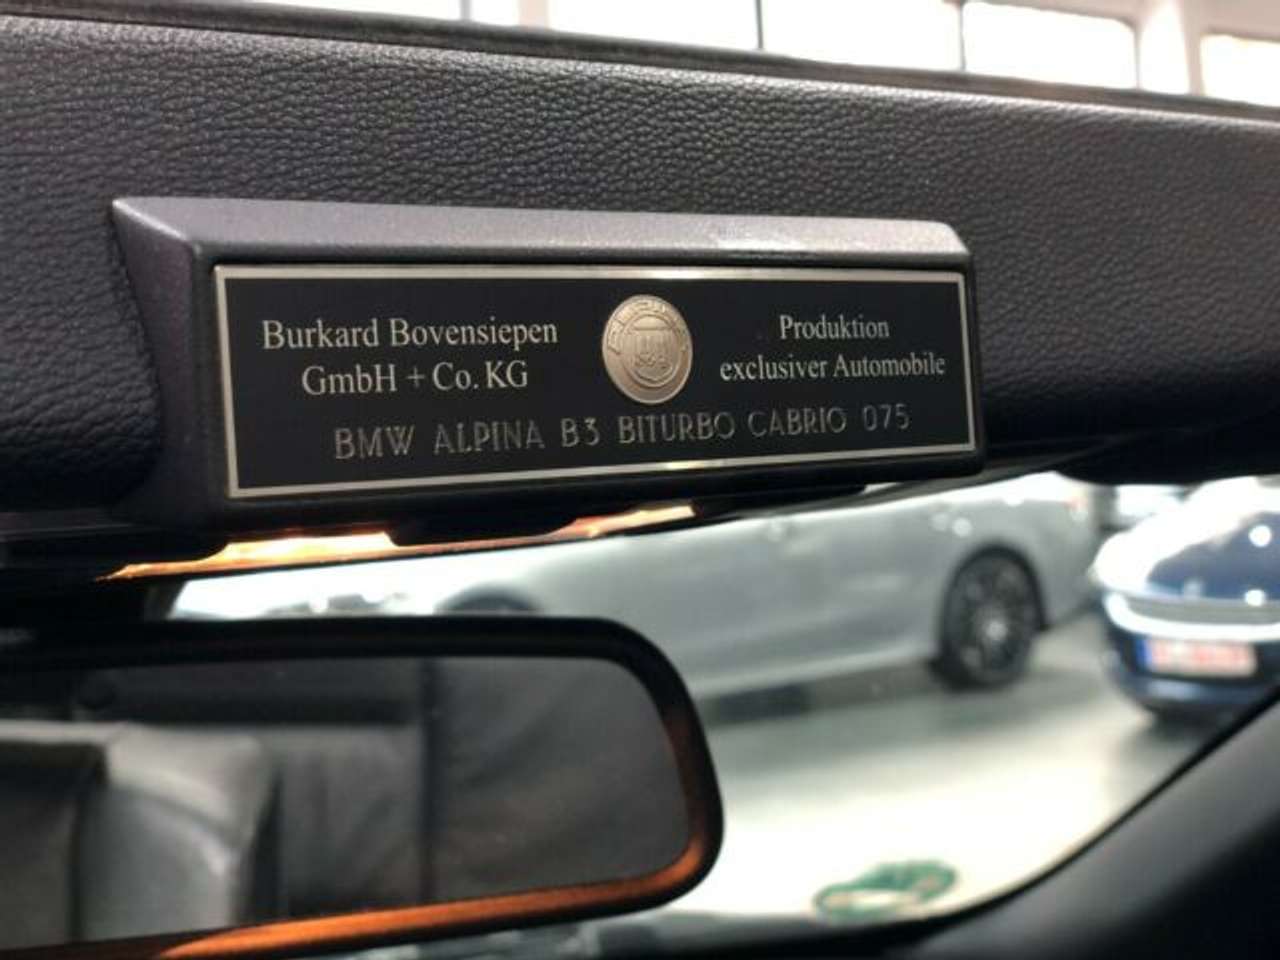 Burkard Bovensiepen
GmbH + Co. KG
Produktion
exclusiver Automobile
BMW ALPINA B3 BITURBO CABRIO 075